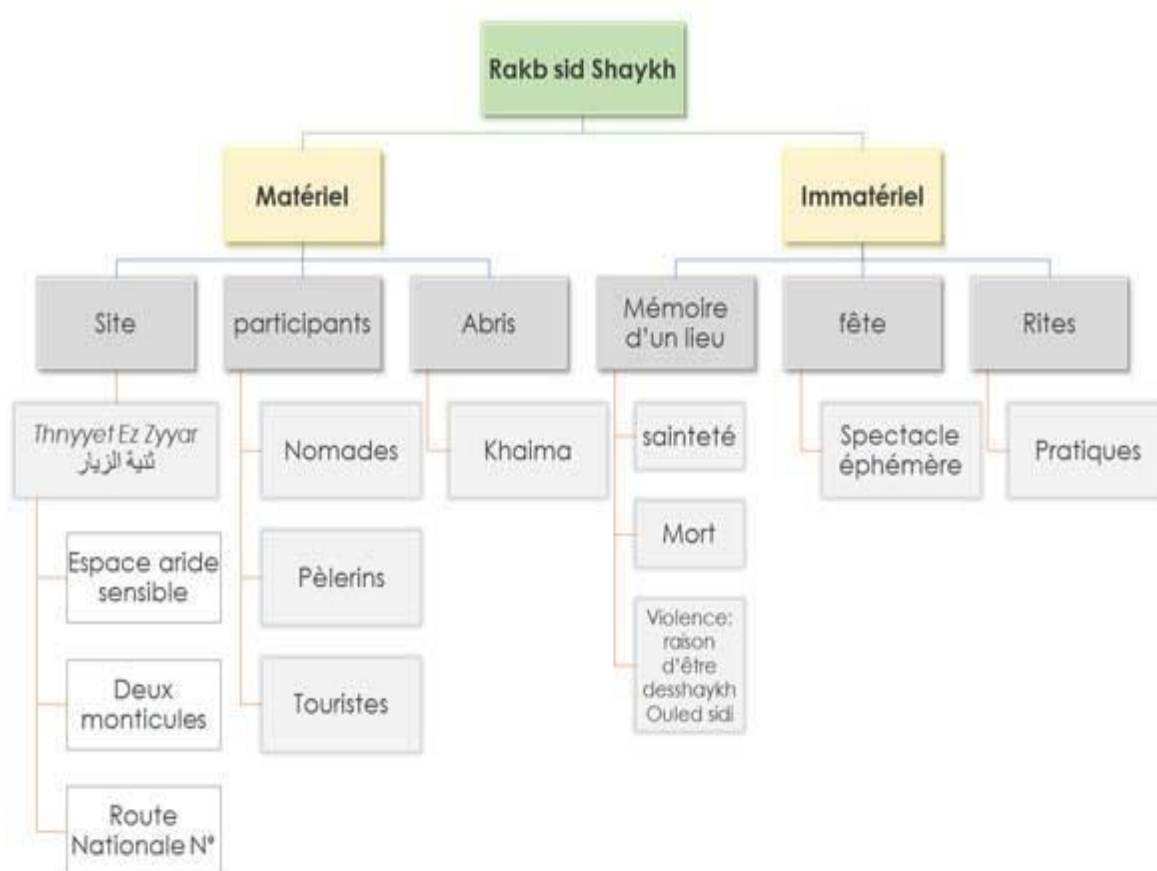 Rakb sid Shaykh
Matériel
Immatériel
Site
participants
Abris
Mémoire
d'un lieu
fête
Rites
Thnyyet Ez Zyyar
ثنية الزيار
Espace aride
sensible
Deux
monticules
Route
Nationale N°
Nomades
Pèlerins
Touristes
Khaima
sainteté
Mort
Violence:
raison
d'être
desshaykh
Ouled sidi
Spectacle
éphémère
Pratiques